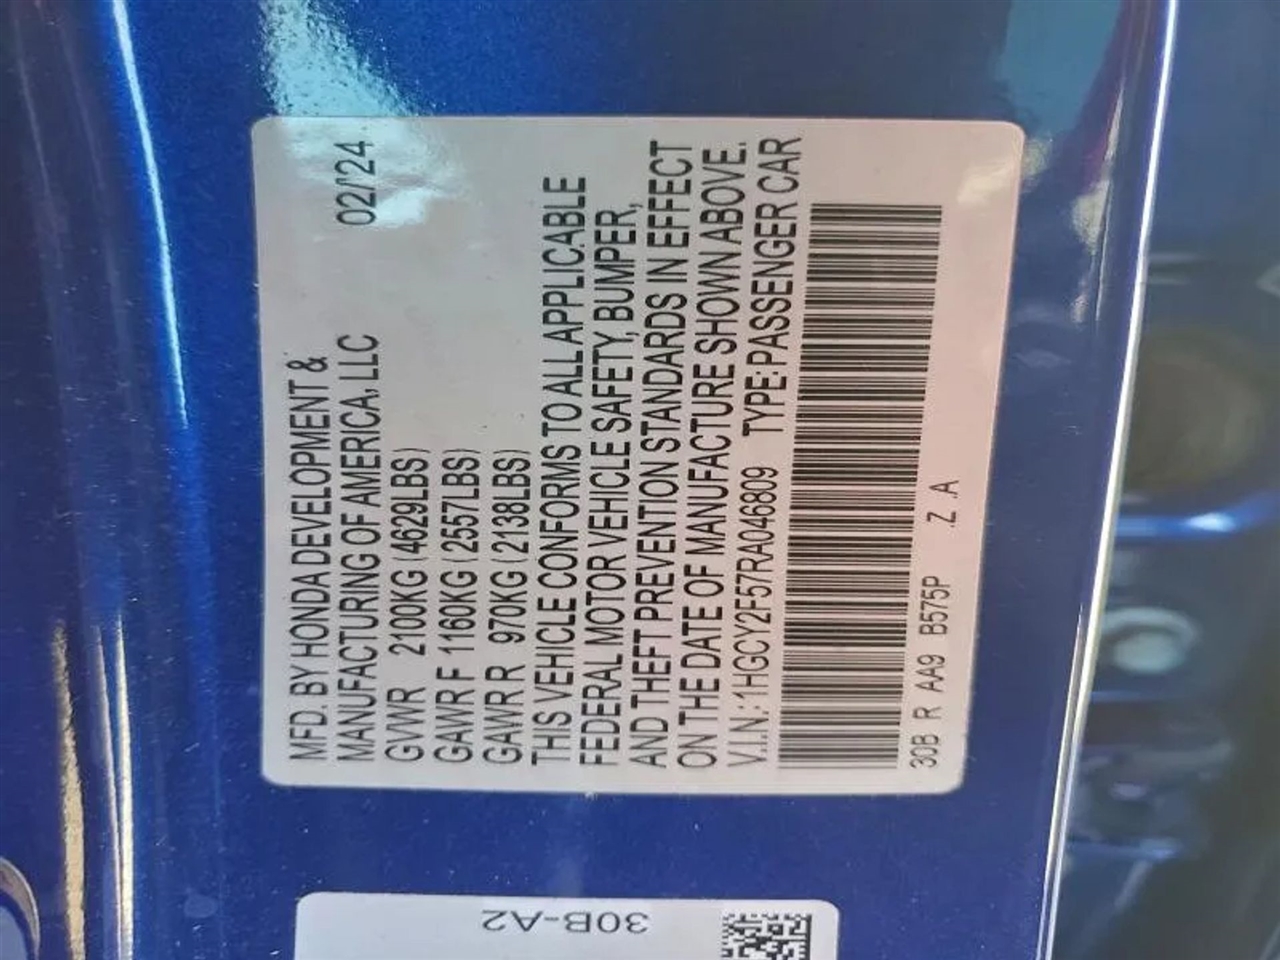 MFD. BY HONDA DEVELOPMENT &
MANUFACTURING OF AMERICA, LLC 02/24
GVWR 2100KG (4629LBS)
GAWR F 1160KG (2557LBS)
GAWR R 970KG (2138LBS)
THIS VEHICLE CONFORMS TO ALL APPLICABLE
FEDERAL MOTOR VEHICLE SAFETY, BUMPER,
AND THEFT PREVENTION STANDARDS IN EFFECT
ON THE DATE OF MANUFACTURE SHOWN ABOVE.
V.I.N.: 1HGCY2F57RA046809 TYPE: PASSENGER CAR
30B R AA9 B575P .Z .A
30B-A2